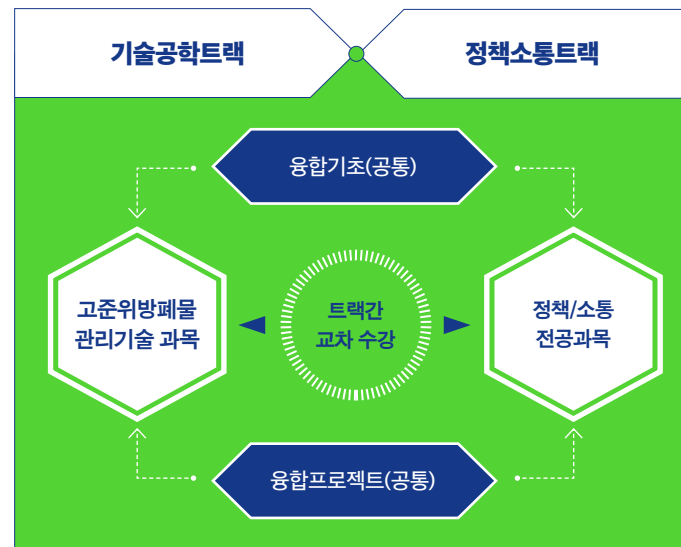 기술공학트랙
정책소통트랙
융합기초(공통)
고준위방폐물
관리기술 과목
트랙간
교차 수강
정책/소통
전공과목
융합프로젝트(공통)